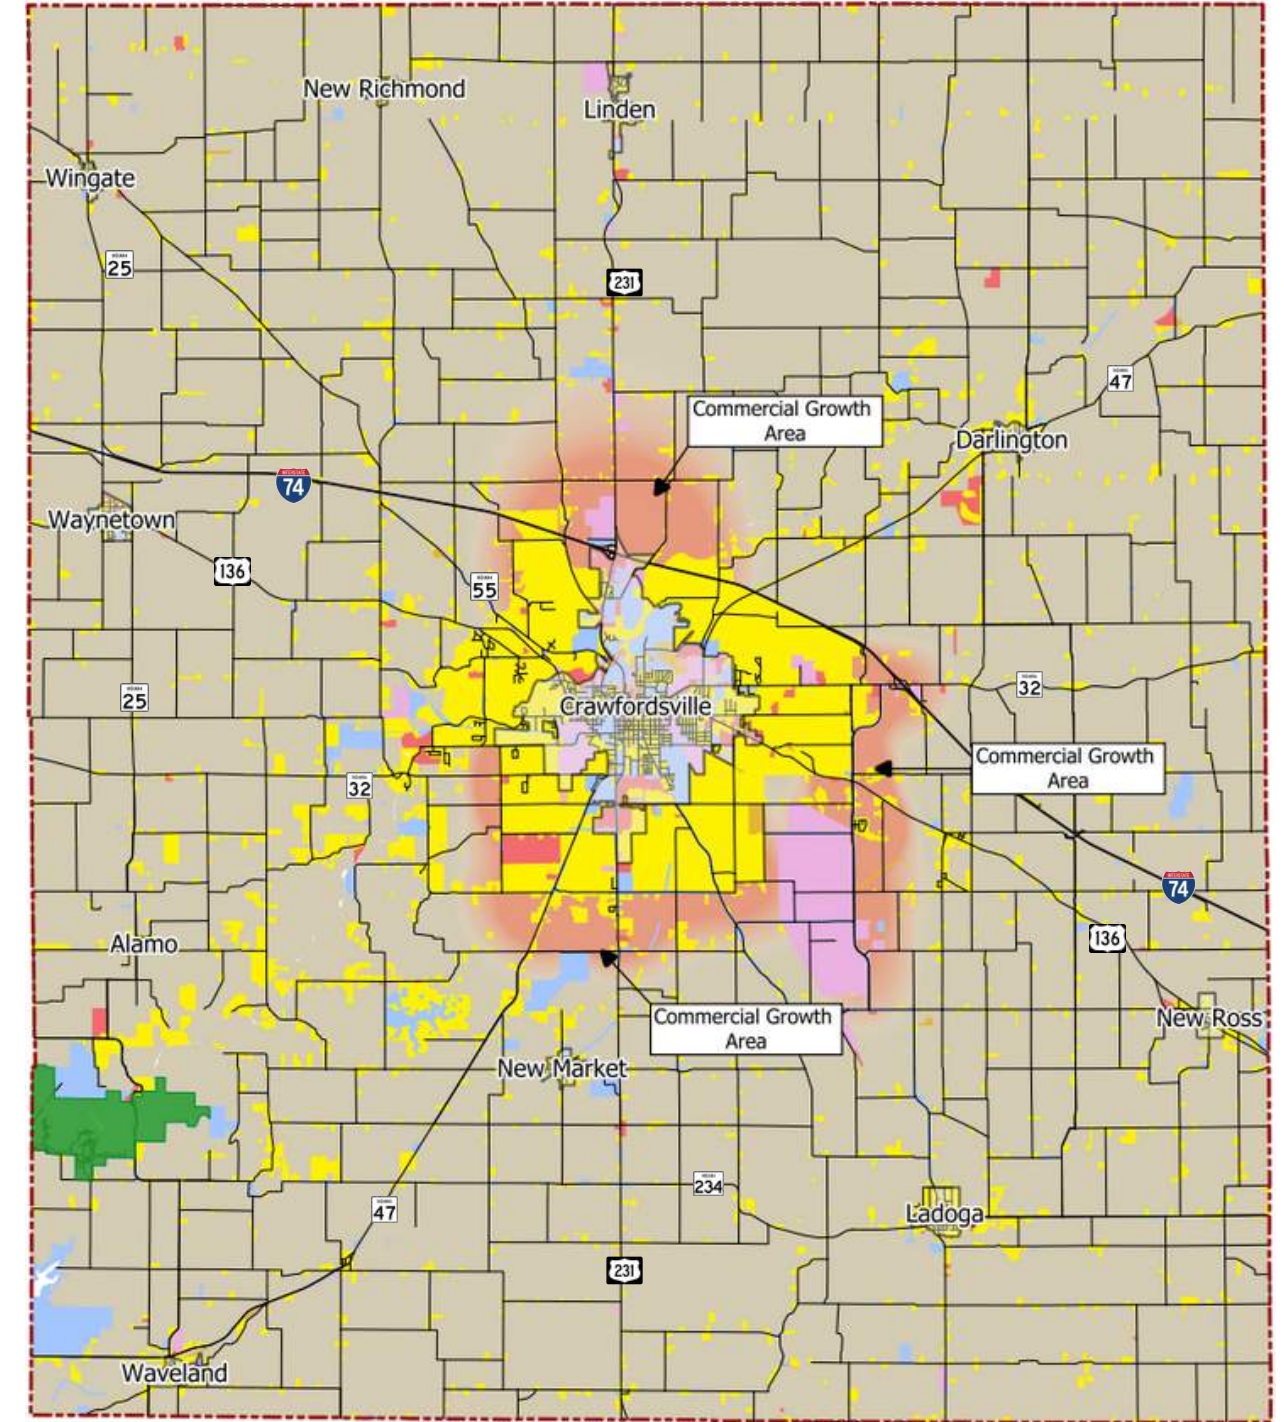 New Richmond
Linden
Wingate
25
231
47
Commercial Growth
Area
Darlington
74
Waynetown
136
55
32
25
Crawfordsville
Commercial Growth
Area
32
74
136
Alamo
Commercial Growth
Area
New Ross
New Market
234
47
Ladoga
231
Waveland